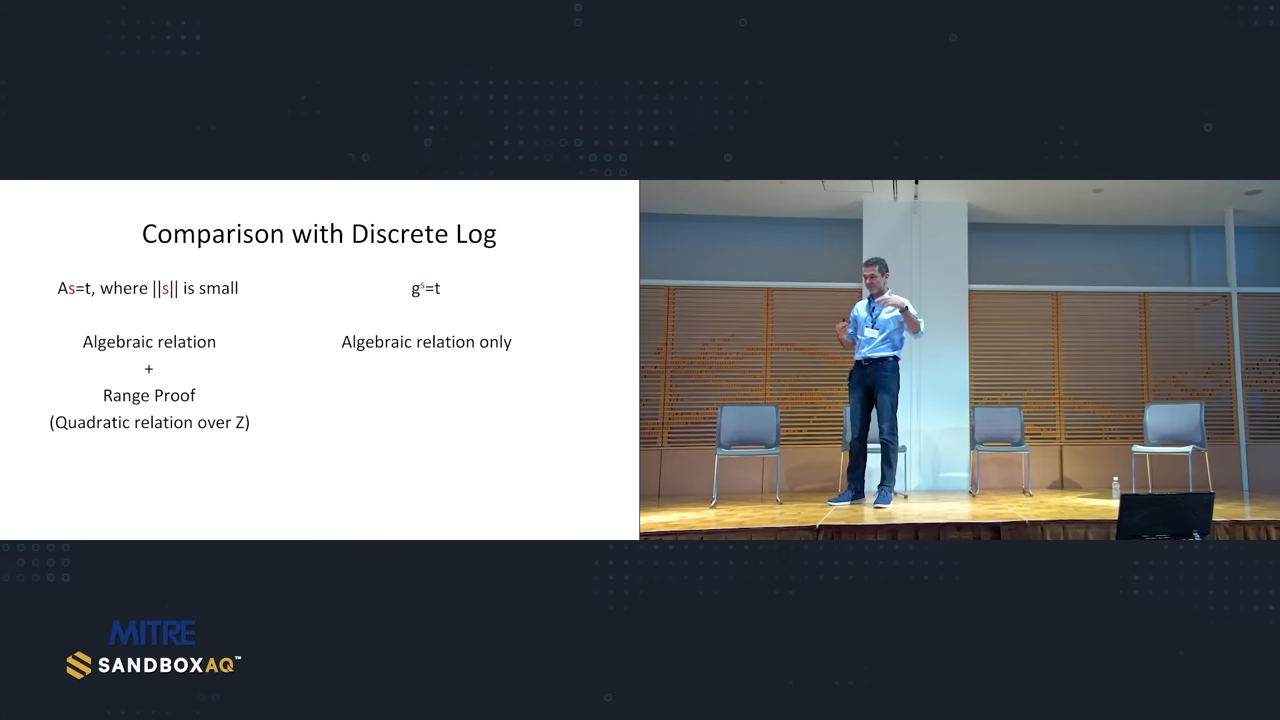 Comparison with Discrete Log
As=t, where ||s|| is small
gˢ=t
Algebraic relation
Algebraic relation only
+
Range Proof
(Quadratic relation over Z)
MITRE
SANDBOXAQ™